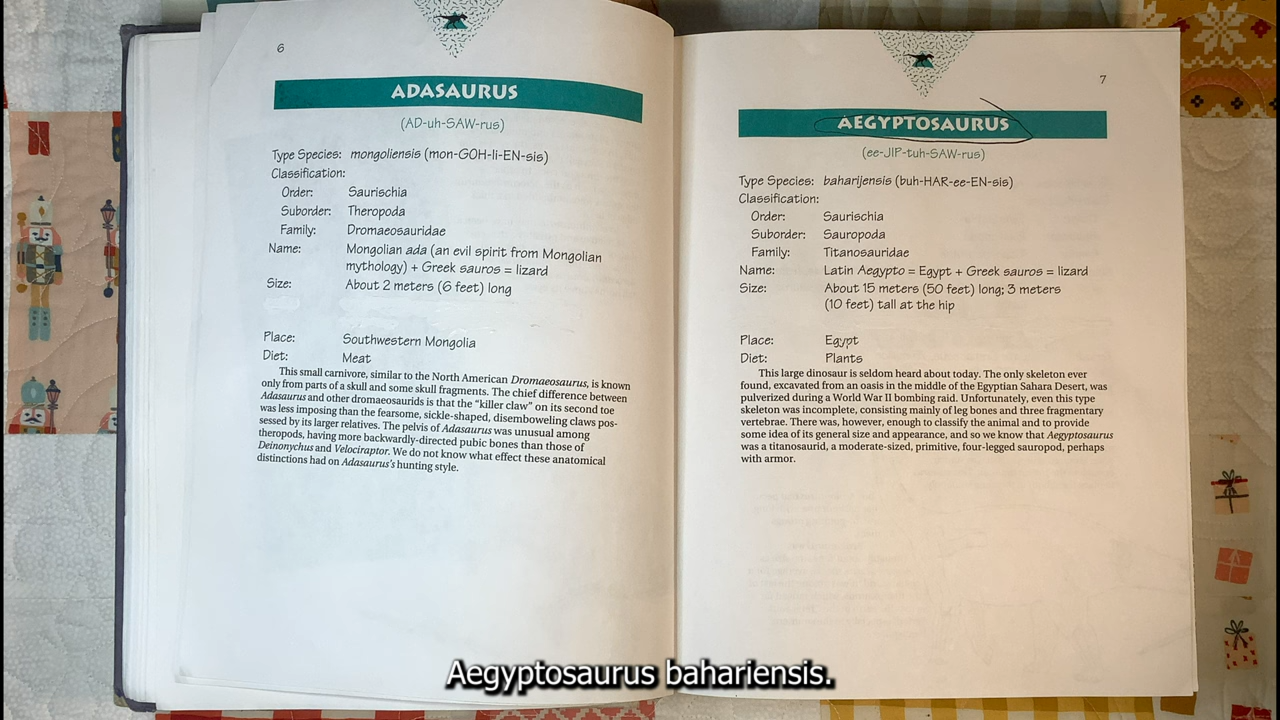 6
ADASAURUS
(AD-uh-SAW-rus)
Type Species: mongoliensis (mon-GOH-li-EN-sis)
Classification:
Order: Saurischia
Suborder: Theropoda
Family: Dromaeosauridae
Name: Mongolian ada (an evil spirit from Mongolian
mythology) + Greek sauros = lizard
Size: About 2 meters (6 feet) long
Place: Southwestern Mongolia
Diet: Meat
This small carnivore, similar to the North American Dromaeosaurus, is known
only from parts of a skull and some skull fragments. The chief difference between
Adasaurus and other dromaeosaurids is that the "killer claw" on its second toe
was less imposing than the fearsome, sickle-shaped, disemboweling claws pos-
sessed by its larger relatives. The pelvis of Adasaurus was unusual among
theropods, having more backwardly-directed pubic bones than those of
Deinonychus and Velociraptor. We do not know what effect these anatomical
distinctions had on Adasaurus's hunting style.
7
AEGYPTOSAURUS
(ee-JIP-tuh-SAW-rus)
Type Species: baharijensis (buh-HAR-ee-EN-sis)
Classification:
Order: Saurischia
Suborder: Sauropoda
Family: Titanosauridae
Name: Latin Aegypto = Egypt + Greek sauros = lizard
Size: About 15 meters (50 feet) long; 3 meters
(10 feet) tall at the hip
Place: Egypt
Diet: Plants
This large dinosaur is seldom heard about today. The only skeleton ever
found, excavated from an oasis in the middle of the Egyptian Sahara Desert, was
pulverized during a World War II bombing raid. Unfortunately, even this type
skeleton was incomplete, consisting mainly of leg bones and three fragmentary
vertebrae. There was, however, enough to classify the animal and to provide
some idea of its general size and appearance, and so we know that Aegyptosaurus
was a titanosaurid, a moderate-sized, primitive, four-legged sauropod, perhaps
with armor.
Aegyptosaurus bahariensis.